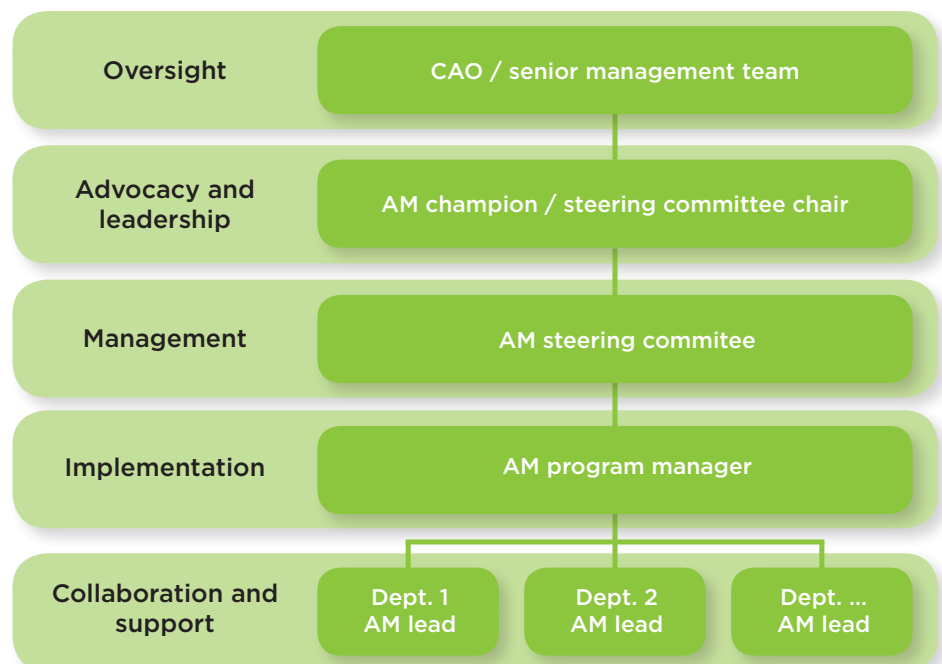 Oversight
CAO / senior management team
Advocacy and
leadership
AM champion / steering committee chair
Management
AM steering commitee
Implementation
AM program manager
Collaboration and
support
Dept. 1
AM lead
Dept. 2
AM lead
Dept. ...
AM lead